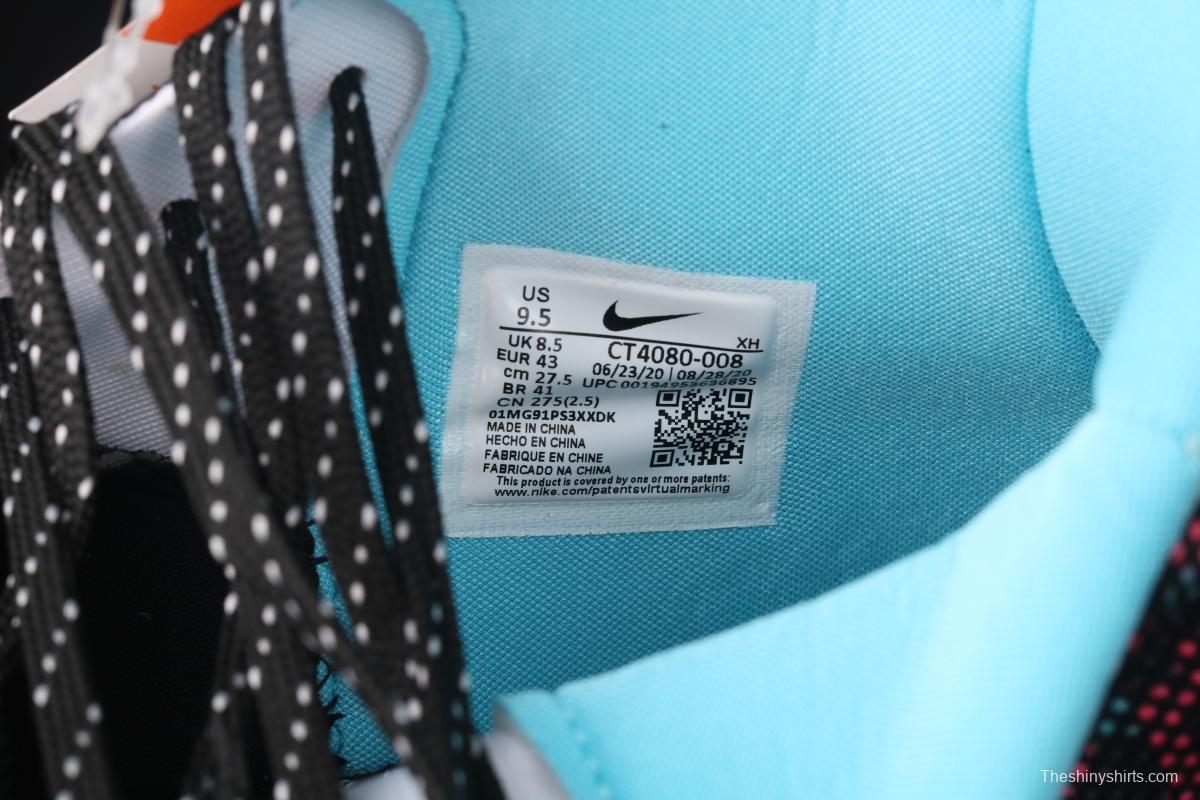 US
9.5
XH
UK 8.5
CT4080-008
EUR 43
06/23/20 | 08/28/20
cm 27.5
UPC 00194953636895
BR 41
CN 275(2.5)
01MG91PS3XXDK
MADE IN CHINA
HECHO EN CHINA
FABRIQUE EN CHINE
FABRICADO NA CHINA
This product is covered by one or more patents:
www.nike.com/patentsvirtualmarking
Theshinyshirts.com